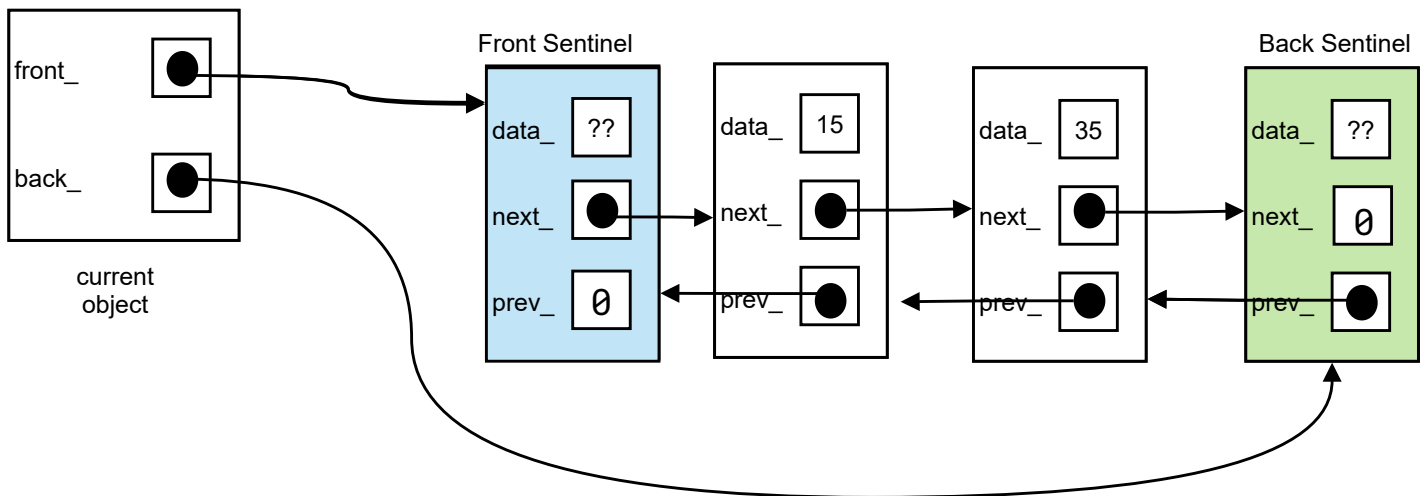 front_
back_
current
object
Front Sentinel
data_ ??
next_
prev_ 0
data_ 15
next_
prev_
data_ 35
next_
prev_
Back Sentinel
data_ ??
next_ 0
prev_